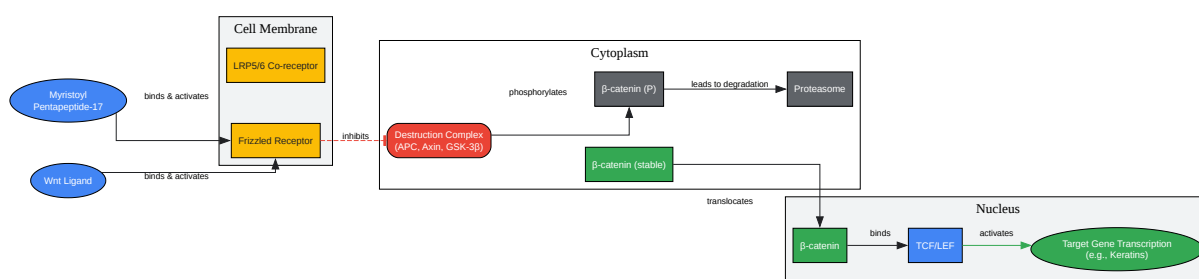 Cell Membrane
LRP5/6 Co-receptor
Myristoyl
Pentapeptide-17
binds & activates
Frizzled Receptor
Wnt Ligand
binds & activates
inhibits
Cytoplasm
Destruction Complex
(APC, Axin, GSK-3β)
phosphorylates
β-catenin (P)
leads to degradation
Proteasome
β-catenin (stable)
translocates
Nucleus
β-catenin
binds
TCF/LEF
activates
Target Gene Transcription
(e.g., Keratins)